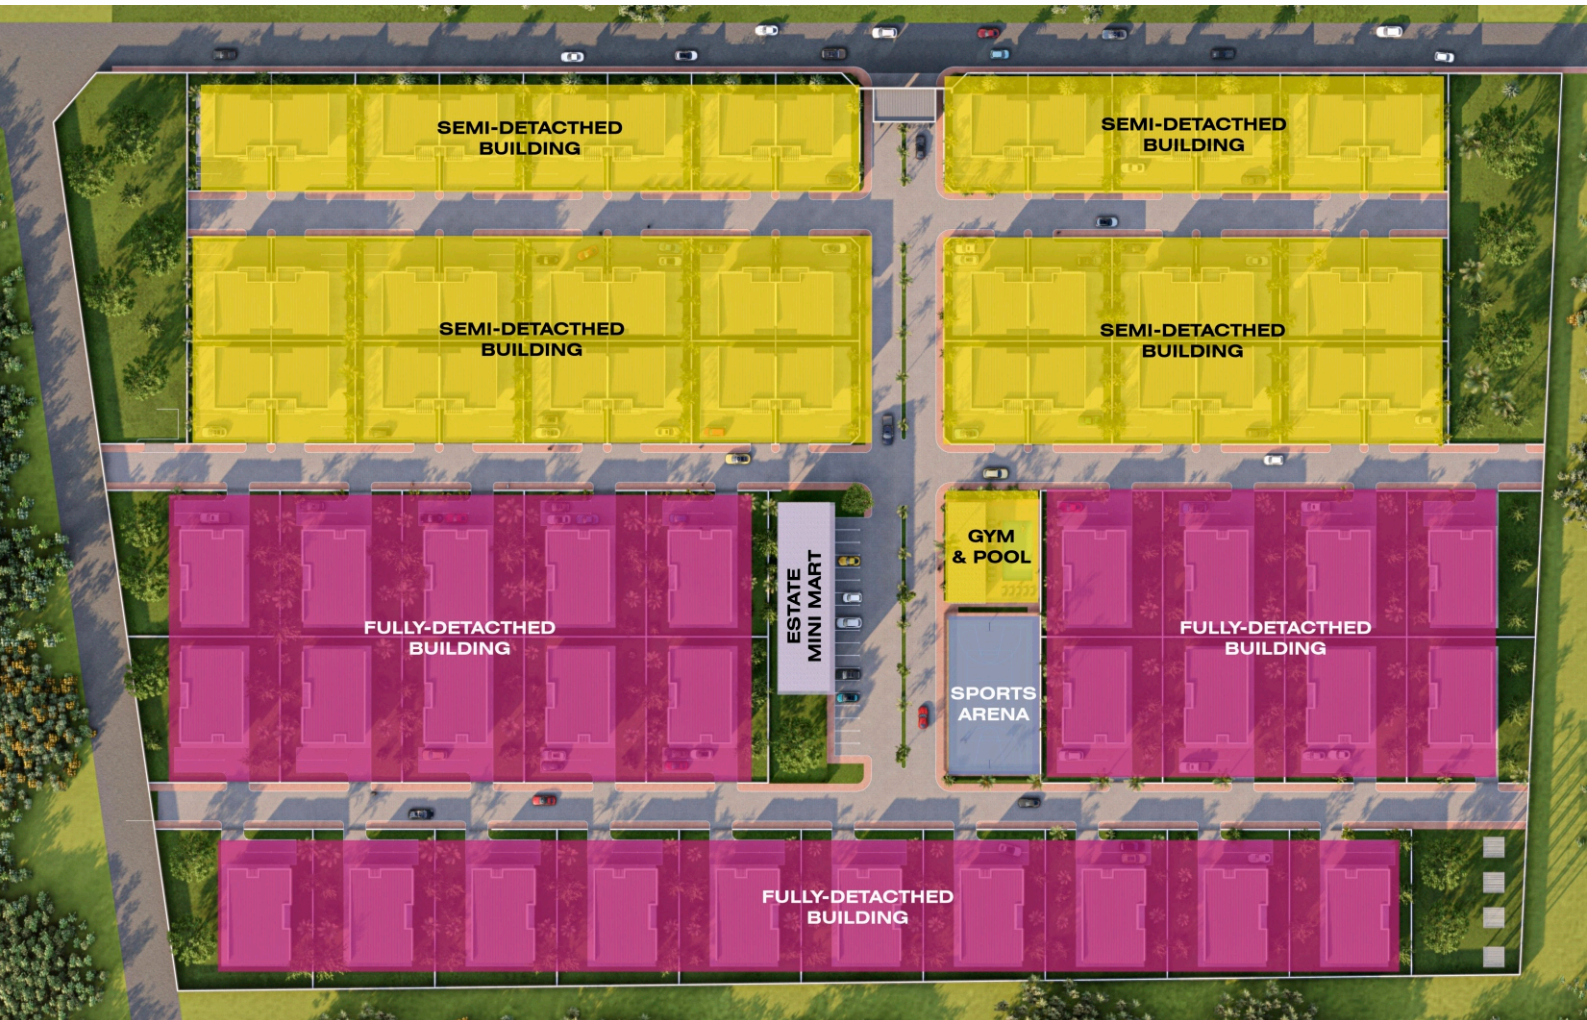 SEMI-DETACTHED
BUILDING
SEMI-DETACTHED
BUILDING
SEMI-DETACTHED
BUILDING
SEMI-DETACTHED
BUILDING
FULLY-DETACTHED
BUILDING
ESTATE
MINI MART
GYM
& POOL
SPORTS
ARENA
FULLY-DETACTHED
BUILDING
FULLY-DETACTHED
BUILDING